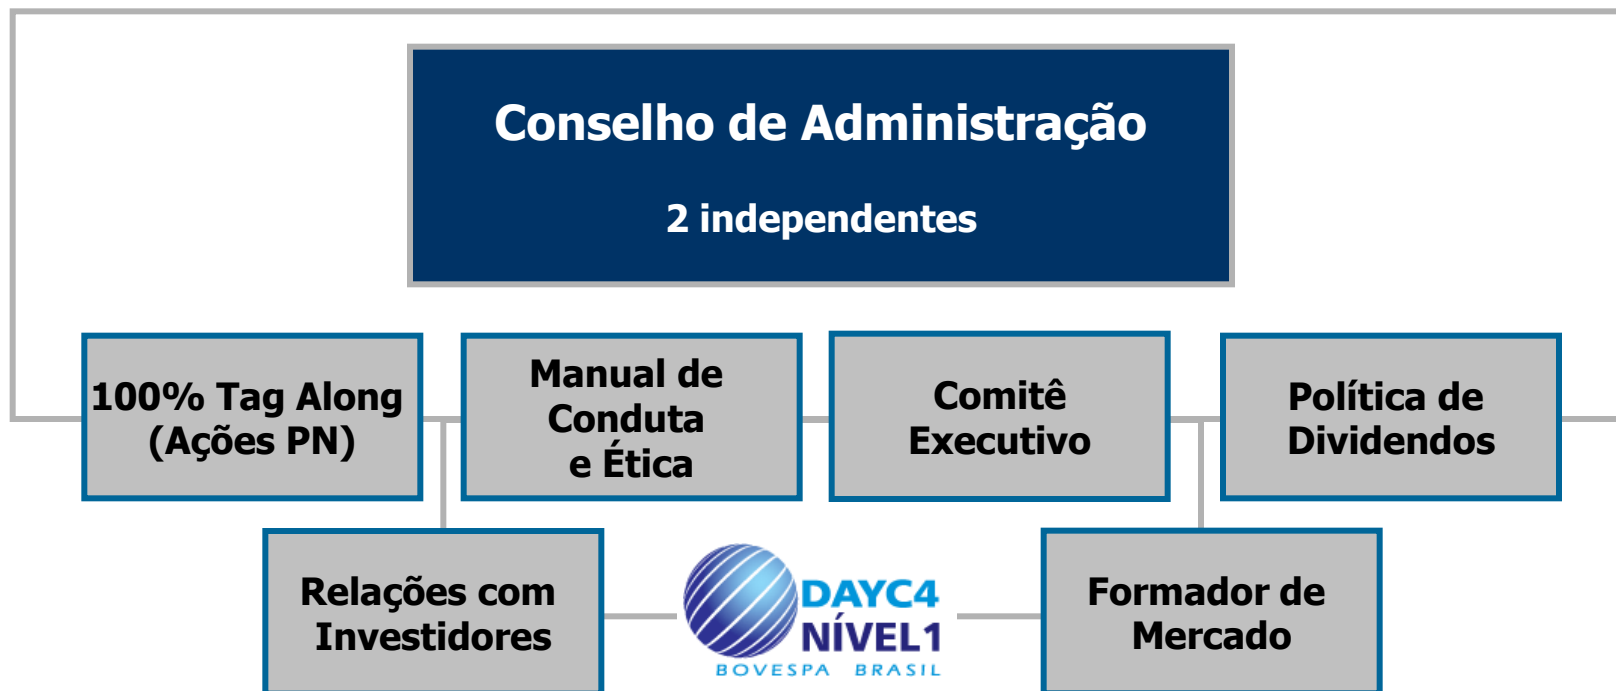 Conselho de Administração
2 independentes
100% Tag Along
(Ações PN)
Manual de
Conduta
e Ética
Comitê
Executivo
Política de
Dividendos
Relações com
Investidores
DAYC4
NÍVEL1
BOVESPA BRASIL
Formador de
Mercado